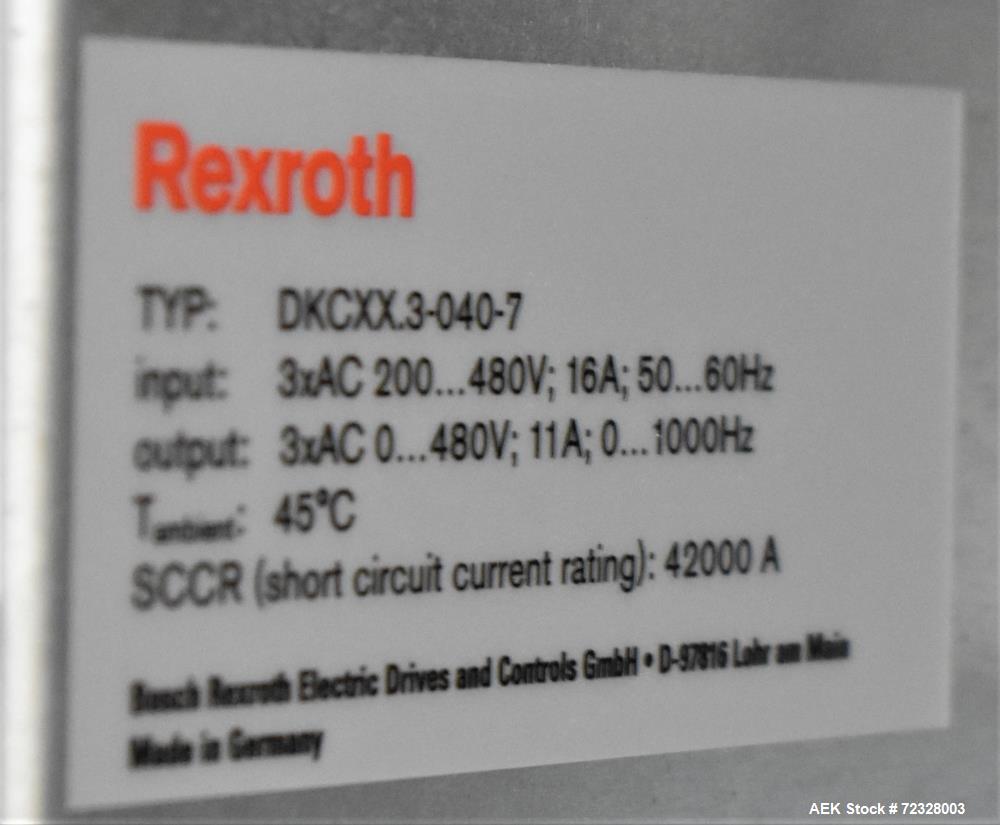 Rexroth
TYP: DKCXX.3-040-7
input: 3xAC 200...480V; 16A; 50...60Hz
output: 3xAC 0...480V; 11A; 0...1000Hz
Tambient: 45°C
SCCR (short circuit current rating): 42000 A
Bosch Rexroth Electric Drives and Controls GmbH • D-97816 Lohr am Main
Made in Germany
AEK Stock # 72328003